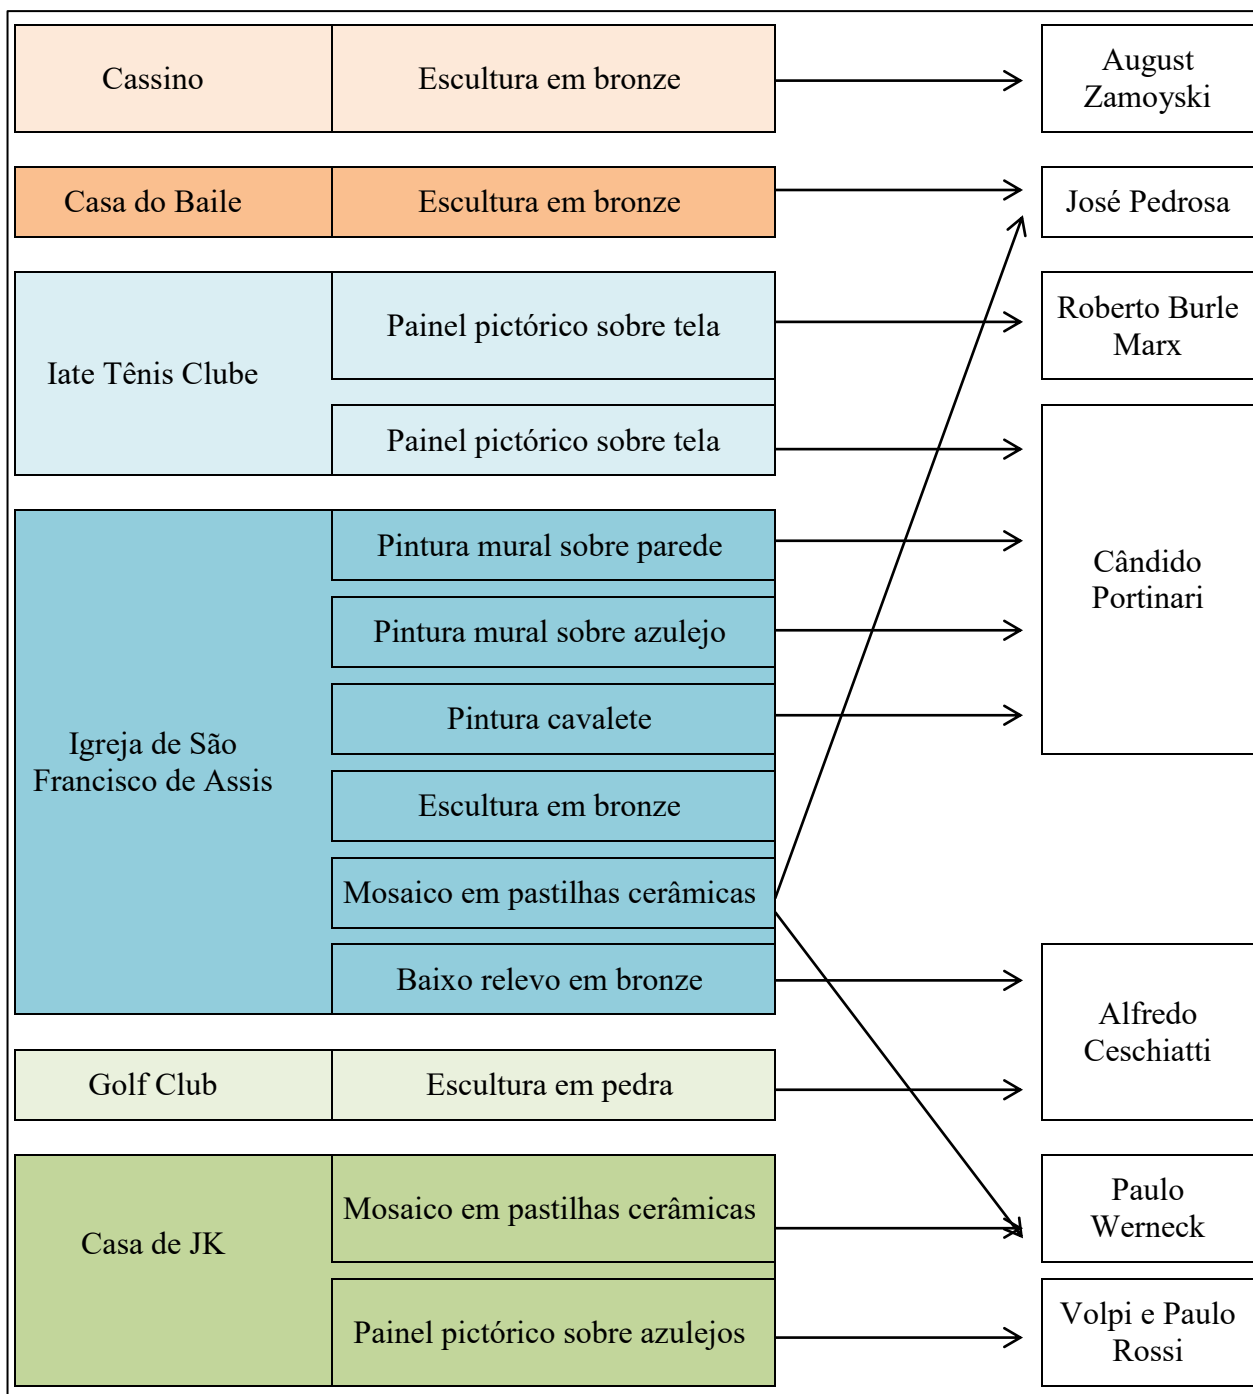 Cassino
Escultura em bronze
August
Zamoyski
Casa do Baile
Escultura em bronze
José Pedrosa
Iate Tênis Clube
Painel pictórico sobre tela
Roberto Burle
Marx
Painel pictórico sobre tela
Cândido
Portinari
Igreja de São
Francisco de Assis
Pintura mural sobre parede
Pintura mural sobre azulejo
Pintura cavalete
Escultura em bronze
Mosaico em pastilhas cerâmicas
Baixo relevo em bronze
Alfredo
Ceschiatti
Golf Club
Escultura em pedra
Casa de JK
Mosaico em pastilhas cerâmicas
Paulo
Werneck
Painel pictórico sobre azulejos
Volpi e Paulo
Rossi